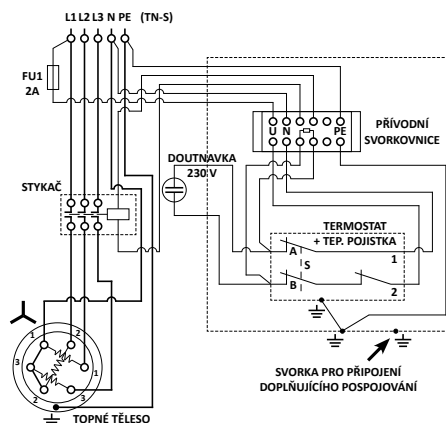 L1 L2 L3 N PE (TN-S)
FU1
2A
U N PE
PŘÍVODNÍ
SVORKOVNICE
DOUTNAVKA
230 V
STYKAČ
TERMOSTAT
+ TEP. POJISTKA
A
1
S
B
2
1
2
3
1
2
3
SVORKA PRO PŘIPOJENÍ
DOPLŇUJÍCÍHO POSPOJOVÁNÍ
TOPNÉ TĚLESO